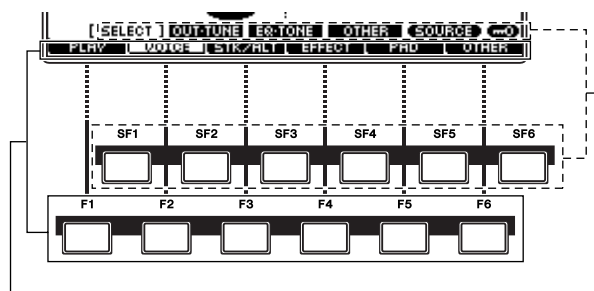 [SELECT] OUT·TUNE EQ·TONE OTHER SOURCE
PLAY VOICE STK/ALT EFFECT PAD OTHER
SF1 SF2 SF3 SF4 SF5 SF6
F1 F2 F3 F4 F5 F6